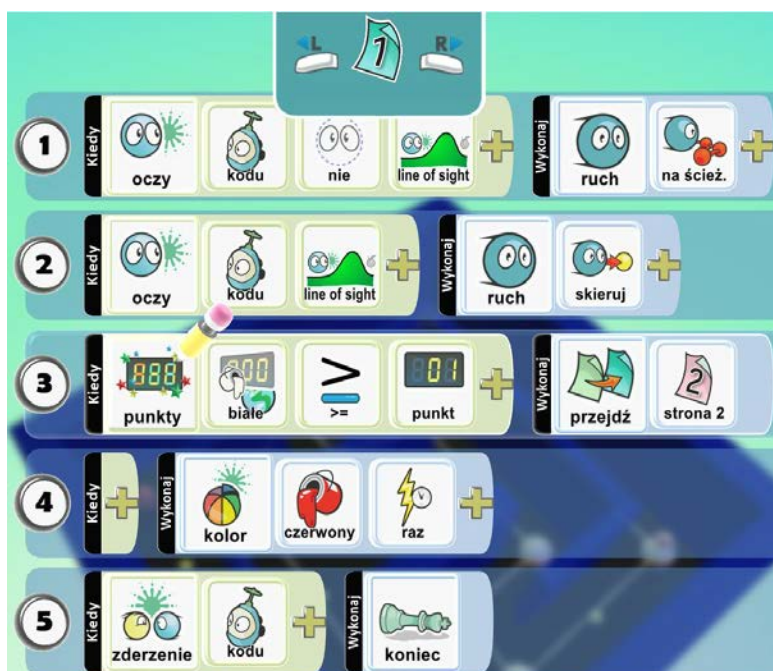 L 1 R
1 Kiedy oczy kodu nie line of sight Wykonaj ruch na ścież.
2 Kiedy oczy kodu line of sight Wykonaj ruch skieruj
3 Kiedy punkty białe >= 01 punkt Wykonaj przejdź 2 strona 2
4 Kiedy Wykonaj kolor czerwony raz
5 Kiedy zderzenie kodu Wykonaj koniec